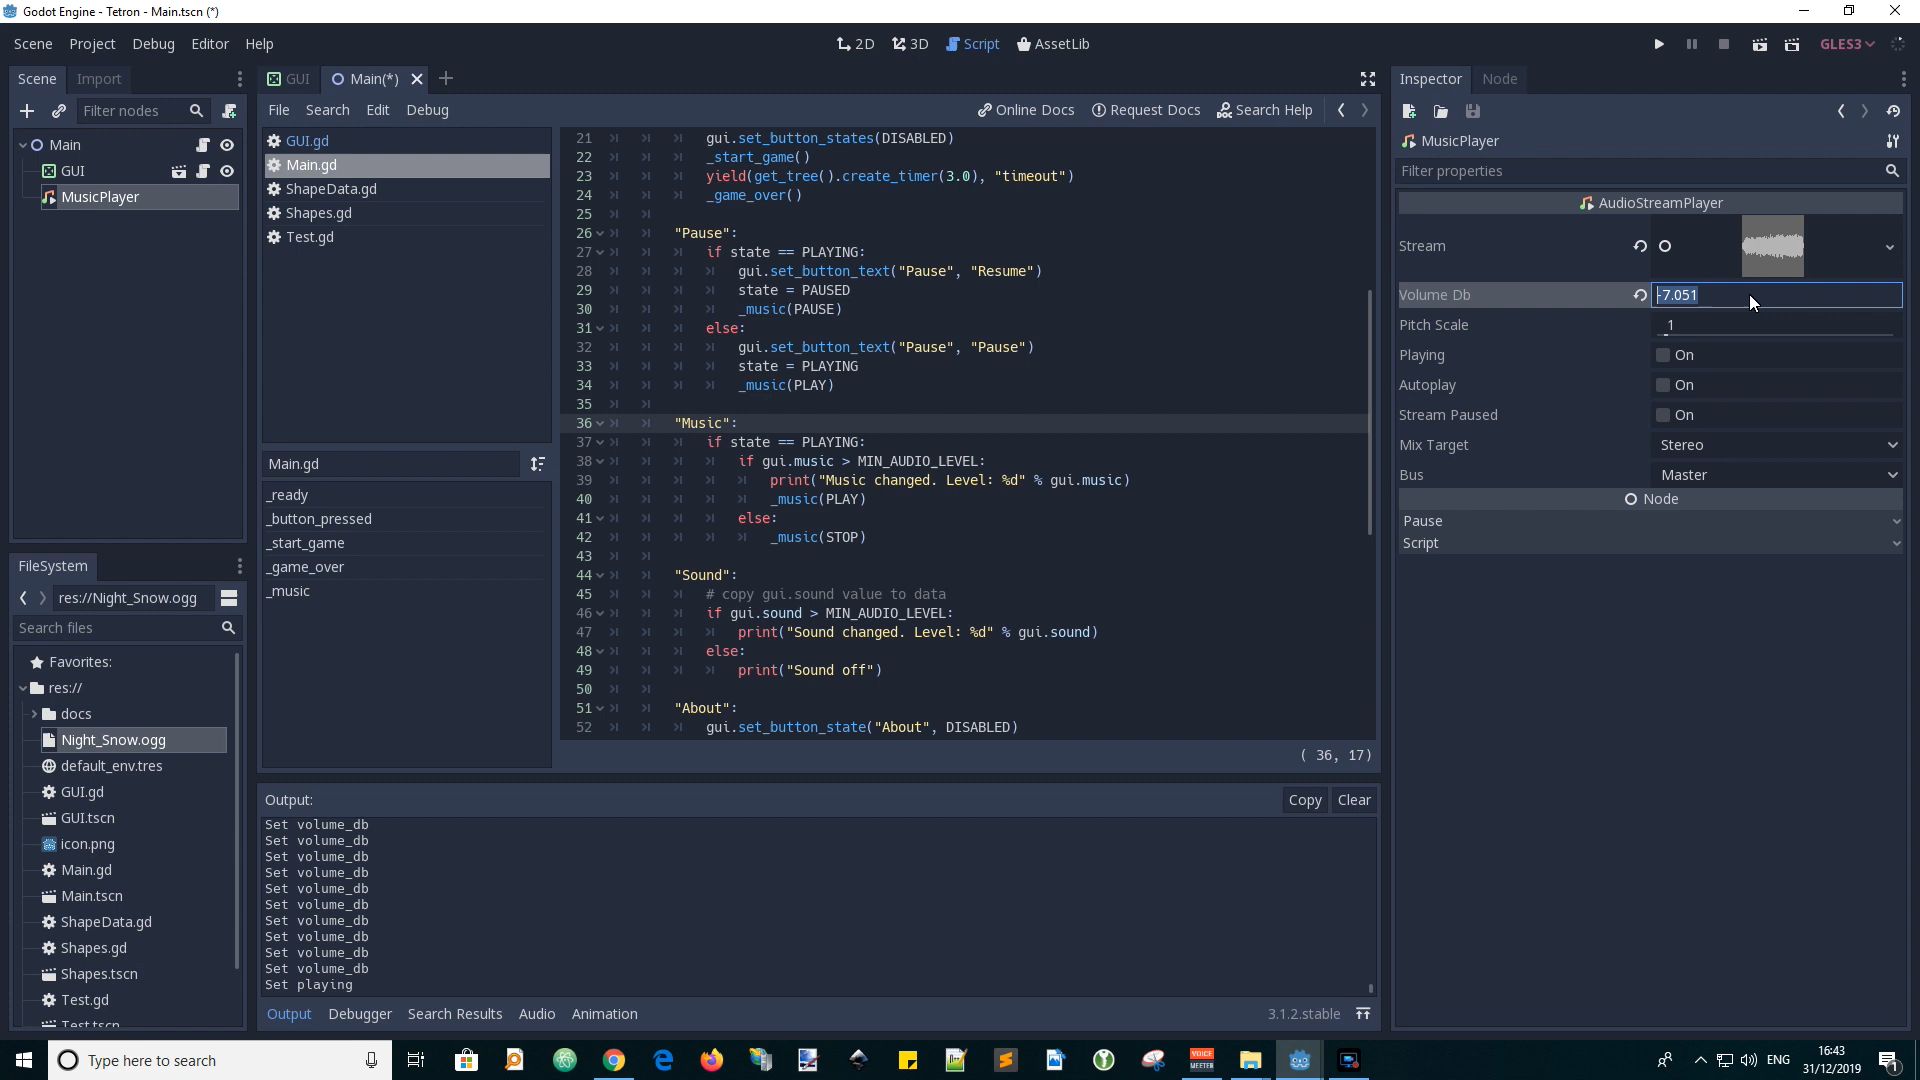 Godot Engine - Tetron - Main.tscn (*)
Scene Project Debug Editor Help
2D 3D Script AssetLib
GLES3
Scene Import
GUI Main(*)
Inspector Node
Filter nodes
File Search Edit Debug
Online Docs Request Docs Search Help
Main
GUI
MusicPlayer
GUI.gd
Main.gd
ShapeData.gd
Shapes.gd
Test.gd
Main.gd
_ready
_button_pressed
_start_game
_game_over
_music
21 gui.set_button_states(DISABLED)
22 _start_game()
23 yield(get_tree().create_timer(3.0), "timeout")
24 _game_over()
25
26 "Pause":
27 if state == PLAYING:
28 gui.set_button_text("Pause", "Resume")
29 state = PAUSED
30 _music(PAUSE)
31 else:
32 gui.set_button_text("Pause", "Pause")
33 state = PLAYING
34 _music(PLAY)
35
36 "Music":
37 if state == PLAYING:
38 if gui.music > MIN_AUDIO_LEVEL:
39 print("Music changed. Level: %d" % gui.music)
40 _music(PLAY)
41 else:
42 _music(STOP)
43
44 "Sound":
45 # copy gui.sound value to data
46 if gui.sound > MIN_AUDIO_LEVEL:
47 print("Sound changed. Level: %d" % gui.sound)
48 else:
49 print("Sound off")
50
51 "About":
52 gui.set_button_state("About", DISABLED)
( 36, 17)
MusicPlayer
Filter properties
AudioStreamPlayer
Stream
Volume Db -7.051
Pitch Scale 1
Playing On
Autoplay On
Stream Paused On
Mix Target Stereo
Bus Master
Node
Pause
Script
FileSystem
res://Night_Snow.ogg
Search files
Favorites:
res://
docs
Night_Snow.ogg
default_env.tres
GUI.gd
GUI.tscn
icon.png
Main.gd
Main.tscn
ShapeData.gd
Shapes.gd
Shapes.tscn
Test.gd
Test.tscn
Output:
Copy Clear
Set volume_db
Set volume_db
Set volume_db
Set volume_db
Set volume_db
Set volume_db
Set volume_db
Set volume_db
Set volume_db
Set volume_db
Set playing
Output Debugger Search Results Audio Animation
3.1.2.stable
Type here to search
VOICE
MEETER
ENG
16:43
31/12/2019
1